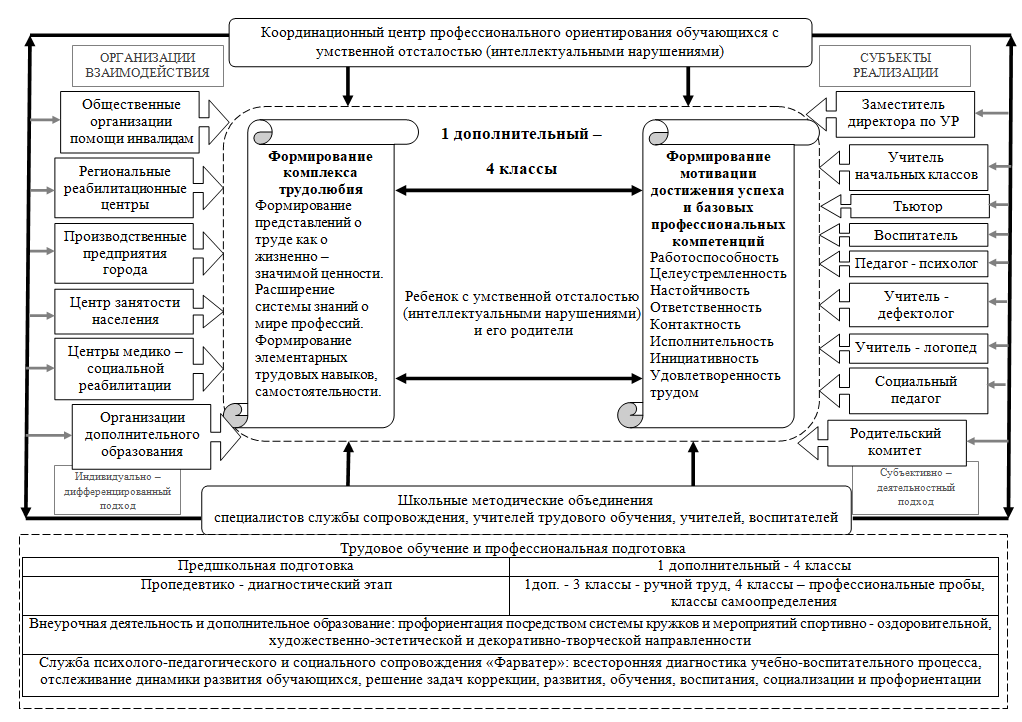 Координационный центр профессионального ориентирования обучающихся с
умственной отсталостью (интеллектуальными нарушениями)
ОРГАНИЗАЦИИ
ВЗАИМОДЕЙСТВИЯ
Общественные
организации
помощи инвалидам
Региональные
реабилитационные
центры
Производственные
предприятия
города
Центр занятости
населения
Центры медико –
социальной
реабилитации
Организации
дополнительного
образования
Индивидуально –
дифференцированный
подход
1 дополнительный –
4 классы
Формирование
комплекса
трудолюбия
Формирование
представлений о
труде как о
жизненно –
значимой ценности.
Расширение
системы знаний о
мире профессий.
Формирование
элементарных
трудовых навыков,
самостоятельности.
Ребенок с умственной отсталостью
(интеллектуальными нарушениями)
и его родители
Формирование
мотивации
достижения успеха
и базовых
профессиональных
компетенций
Работоспособность
Целеустремленность
Настойчивость
Ответственность
Контактность
Исполнительность
Инициативность
Удовлетворенность
трудом
СУБЪЕКТЫ
РЕАЛИЗАЦИИ
Заместитель
директора по УР
Учитель
начальных классов
Тьютор
Воспитатель
Педагог - психолог
Учитель -
дефектолог
Учитель - логопед
Социальный
педагог
Родительский
комитет
Субъективно –
деятельностный
подход
Школьные методические объединения
специалистов службы сопровождения, учителей трудового обучения, учителей, воспитателей
Трудовое обучение и профессиональная подготовка
Предшкольная подготовка
1 дополнительный - 4 классы
Пропедевтико - диагностический этап
1доп. - 3 классы - ручной труд, 4 классы – профессиональные пробы,
классы самоопределения
Внеурочная деятельность и дополнительное образование: профориентация посредством системы кружков и мероприятий спортивно - оздоровительной,
художественно-эстетической и декоративно-творческой направленности
Служба психолого-педагогического и социального сопровождения «Фарватер»: всесторонняя диагностика учебно-воспитательного процесса,
отслеживание динамики развития обучающихся, решение задач коррекции, развития, обучения, воспитания, социализации и профориентации